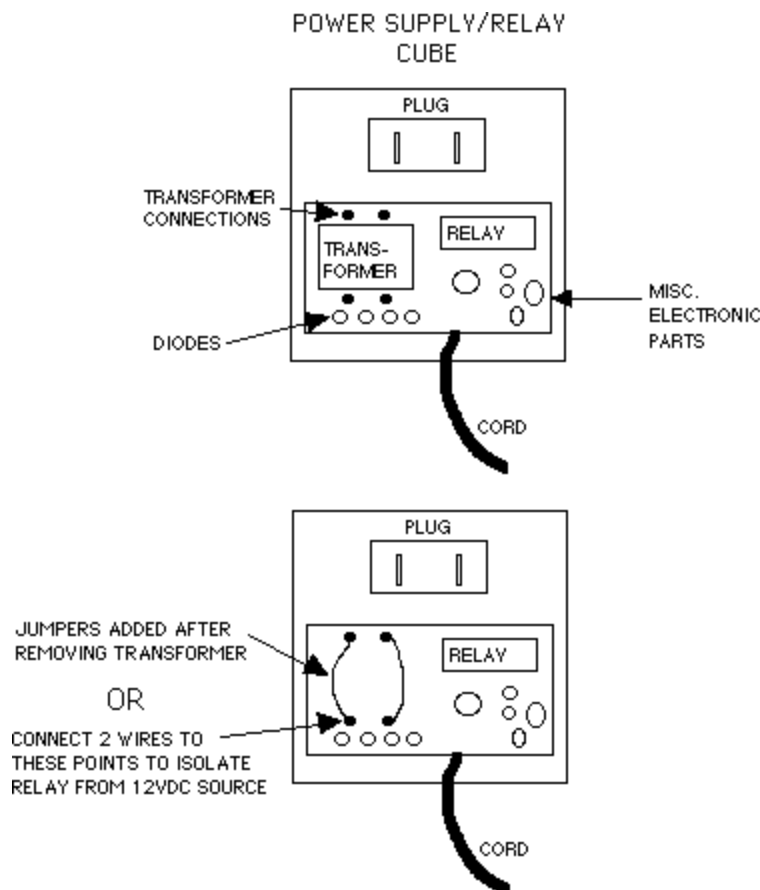 POWER SUPPLY/RELAY
CUBE
PLUG
TRANSFORMER
CONNECTIONS
RELAY
TRANS-
FORMER
MISC.
ELECTRONIC
PARTS
DIODES
CORD
PLUG
JUMPERS ADDED AFTER
REMOVING TRANSFORMER
RELAY
OR
CONNECT 2 WIRES TO
THESE POINTS TO ISOLATE
RELAY FROM 12VDC SOURCE
CORD